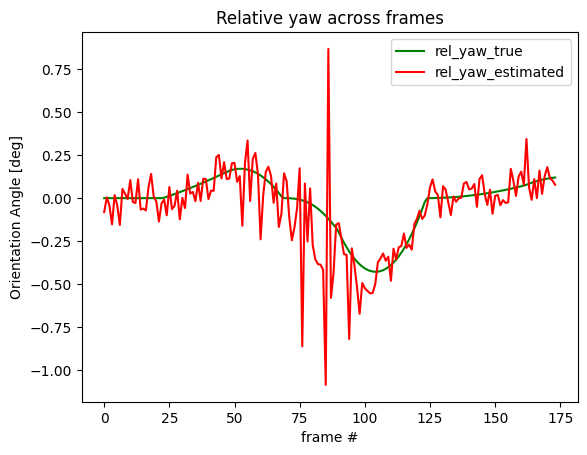 Relative yaw across frames
rel_yaw_true
rel_yaw_estimated
Orientation Angle [deg]
0.75
0.50
0.25
0.00
−0.25
−0.50
−0.75
−1.00
0 25 50 75 100 125 150 175
frame #